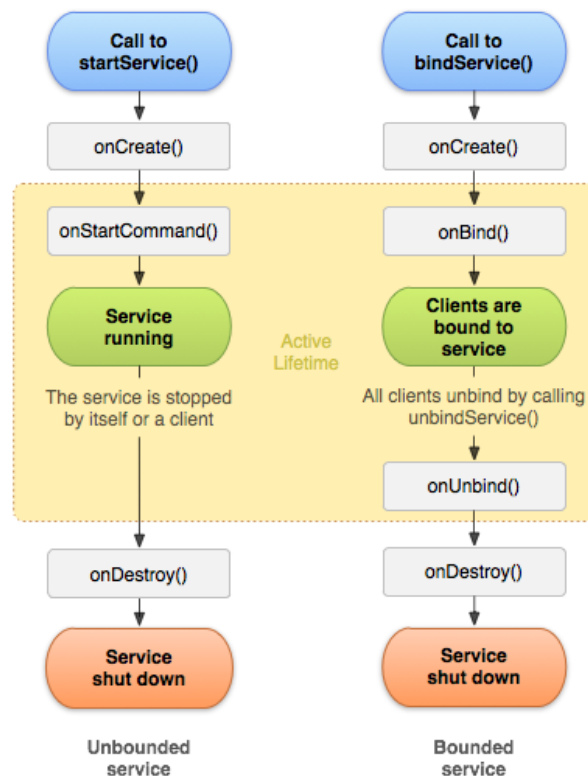 Call to
startService()
onCreate()
onStartCommand()
Service
running
The service is stopped
by itself or a client
onDestroy()
Service
shut down
Unbounded
service
Active
Lifetime
Call to
bindService()
onCreate()
onBind()
Clients are
bound to
service
All clients unbind by calling
unbindService()
onUnbind()
onDestroy()
Service
shut down
Bounded
service